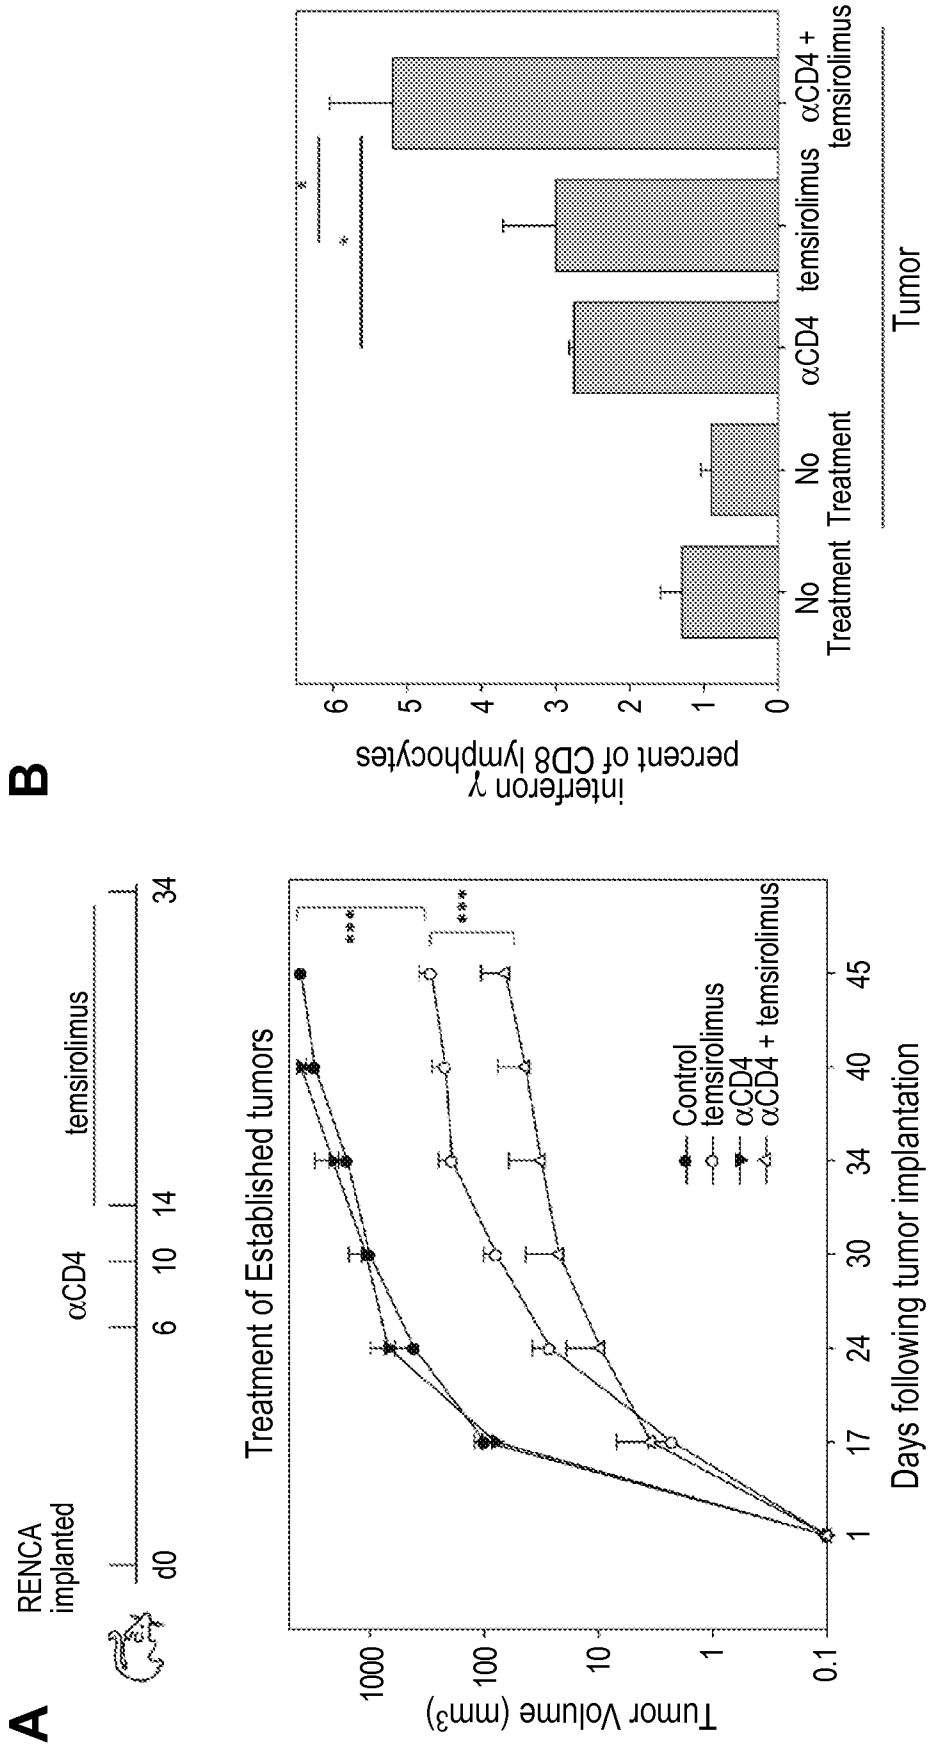 A
RENCA
implanted
αCD4
temsirolimus
d0
6
10
14
34
Treatment of Established tumors
Tumor Volume (mm3)
1000
100
10
1
0.1
***
***
Control
temsirolimus
αCD4
αCD4 + temsirolimus
1
17
24
30
34
40
45
Days following tumor implantation
B
interferon γ
percent of CD8 lymphocytes
6
5
4
3
2
1
0
*
*
No
Treatment
No
Treatment
αCD4
temsirolimus
αCD4 +
temsirolimus
Tumor